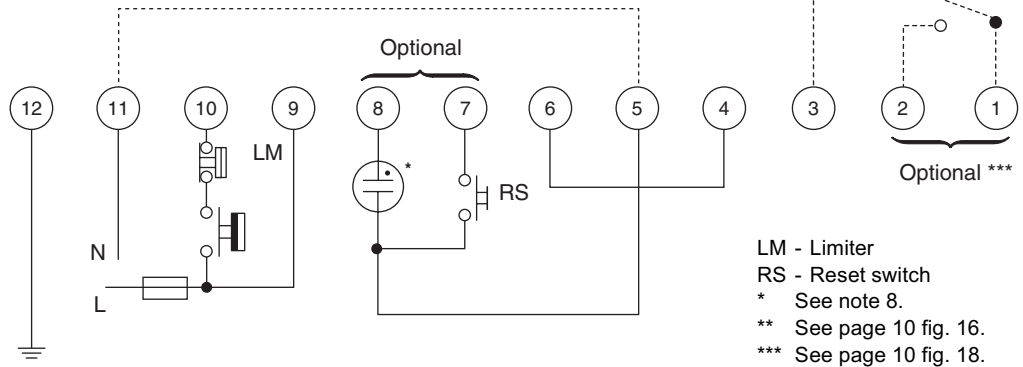 Optional
12 11 10 9 8 7 6 5 4 3 2 1
LM
*
RS
Optional ***
N
L
LM - Limiter
RS - Reset switch
* See note 8.
** See page 10 fig. 16.
*** See page 10 fig. 18.